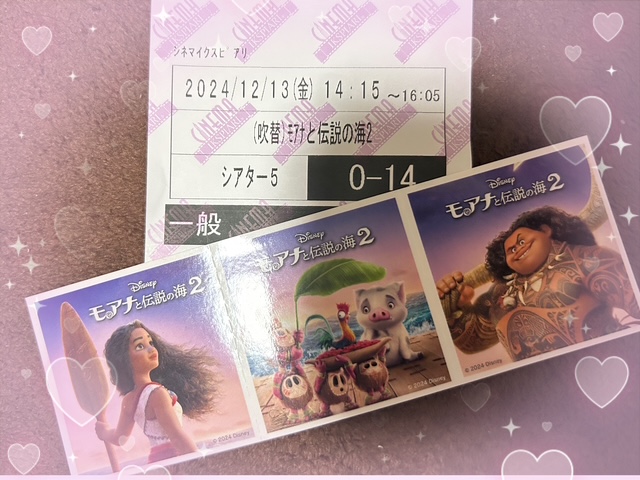 シネマイクスピアリ
2024/12/13(金) 14:15 ～16:05
(吹替)モアナと伝説の海2
シアター5
O-14
一般
Disney
モアナと伝説の海2
© 2024 Disney
Disney
モアナと伝説の海2
© 2024 Disney
Disney
モアナと伝説の海2
© 2024 Disney